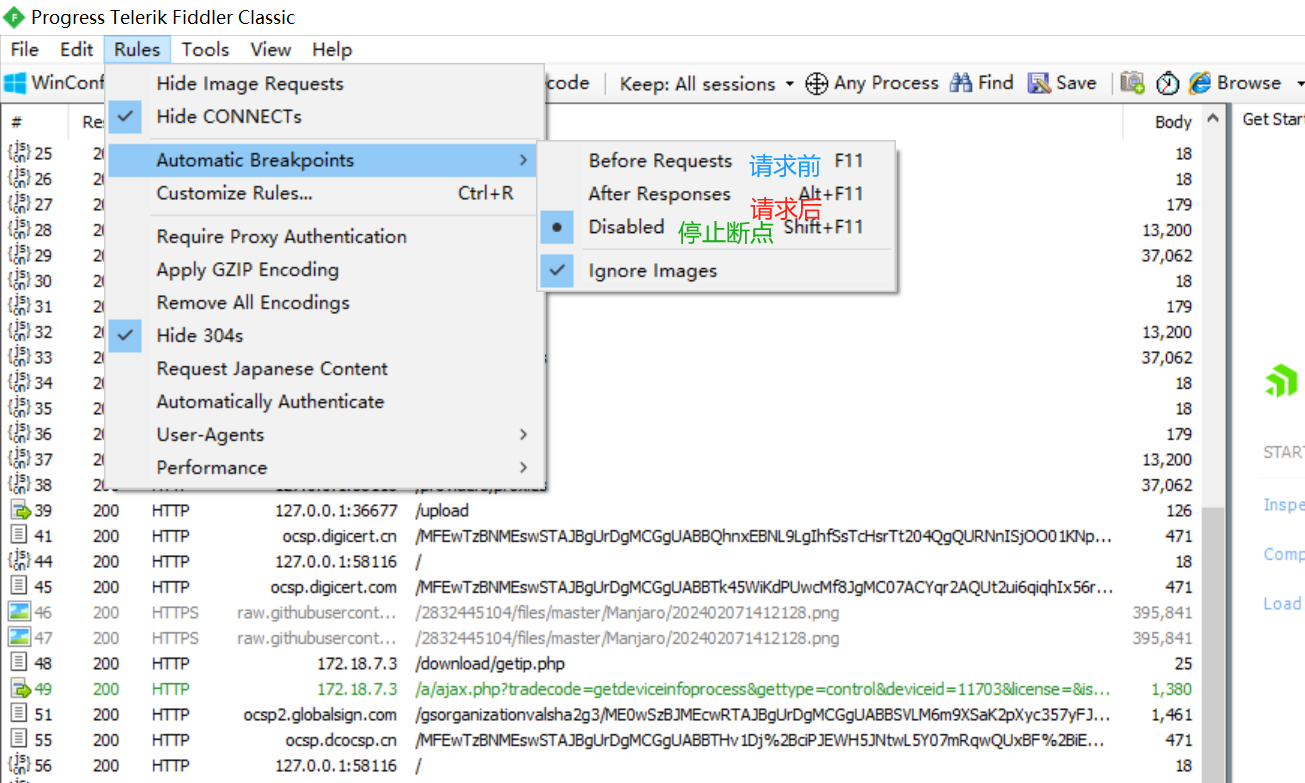 Progress Telerik Fiddler Classic
File Edit Rules Tools View Help
WinConf
code Keep: All sessions Any Process Find Save Browse
Hide Image Requests
Hide CONNECTs
Automatic Breakpoints
Customize Rules... Ctrl+R
Require Proxy Authentication
Apply GZIP Encoding
Remove All Encodings
Hide 304s
Request Japanese Content
Automatically Authenticate
User-Agents
Performance
Before Requests 请求前 F11
After Responses Alt+F11
请求后
Disabled 停止断点 Shift+F11
Ignore Images
# Res Body Get Star
25 20 18
26 20 18
27 20 179
28 20 13,200
29 20 37,062
30 20 18
31 20 179
32 20 13,200
33 20 37,062
34 20 18
35 20 18
36 20 179
37 20 13,200
38 37,062
39 200 HTTP 127.0.0.1:36677 /upload 126
41 200 HTTP ocsp.digicert.cn /MFEwTzBNMEswSTAJBgUrDgMCGgUABBQhnxEBNL9LgIhfSsTcHsrTt204QgQURNnISjOO01KNp... 471
44 200 HTTP 127.0.0.1:58116 / 18
45 200 HTTP ocsp.digicert.com /MFEwTzBNMEswSTAJBgUrDgMCGgUABBTk45WiKdPUwcMf8JgMC07ACYqr2AQUt2ui6qiqhIx56r... 471
46 200 HTTPS raw.githubusercont... /2832445104/files/master/Manjaro/202402071412128.png 395,841
47 200 HTTPS raw.githubusercont... /2832445104/files/master/Manjaro/202402071412128.png 395,841
48 200 HTTP 172.18.7.3 /download/getip.php 25
49 200 HTTP 172.18.7.3 /a/ajax.php?tradecode=getdeviceinfoprocess&gettype=control&deviceid=11703&license=&is... 1,380
51 200 HTTP ocsp2.globalsign.com /gsorganizationvalsha2g3/ME0wSzBJMEcwRTAJBgUrDgMCGgUABBSVLM6m9XSaK2pXyc357yFJ... 1,461
55 200 HTTP ocsp.dcocsp.cn /MFEwTzBNMEswSTAJBgUrDgMCGgUABBTHv1Dj%2BciPJEWH5JNtwL5Y07mRqwQUxBF%2BiE... 471
56 200 HTTP 127.0.0.1:58116 / 18
START
Inspe
Comp
Load